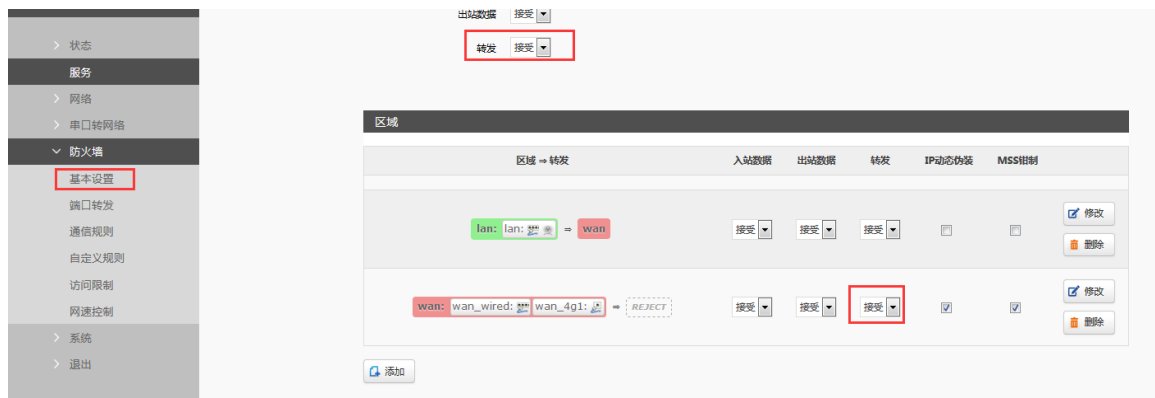 出站数据 接受
转发 接受
状态
服务
网络
串口转网络
防火墙
基本设置
端口转发
通信规则
自定义规则
访问限制
网速控制
系统
退出
区域
区域 ⇒ 转发 入站数据 出站数据 转发 IP动态伪装 MSS钳制
lan: lan: ⇒ wan 接受 接受 接受 修改
删除
wan: wan_wired: wan_4g1: ⇒ REJECT 接受 接受 接受 修改
删除
添加